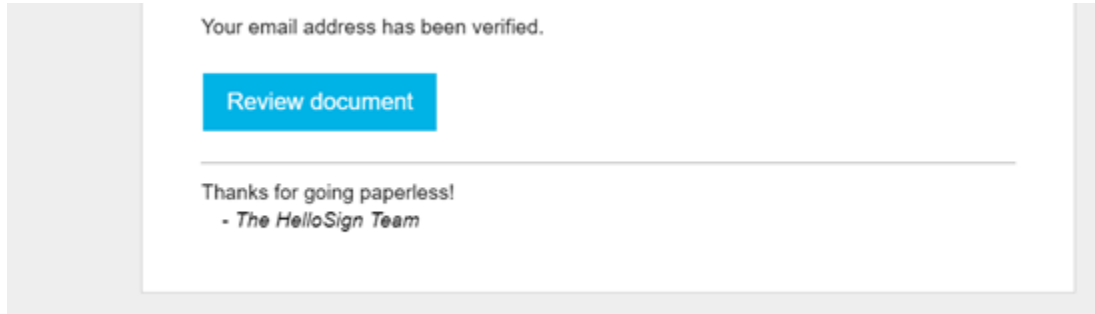 Your email address has been verified.
Review document
Thanks for going paperless!
- The HelloSign Team